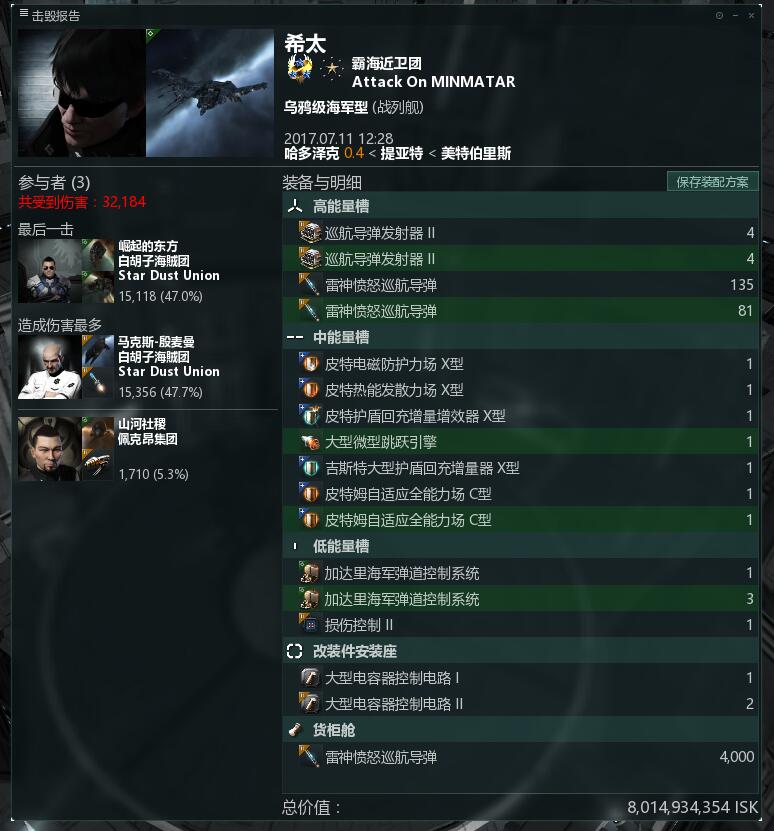 击毁报告
希太
霸海近卫团
Attack On MINMATAR
乌鸦级海军型 (战列舰)
2017.07.11 12:28
哈多泽克 0.4 < 提亚特 < 美特伯里斯
参与者 (3)
共受到伤害：32,184
最后一击
崛起的东方
白胡子海贼团
Star Dust Union
15,118 (47.0%)
造成伤害最多
马克斯-殷麦曼
白胡子海贼团
Star Dust Union
15,356 (47.7%)
山河社稷
佩克昂集团
1,710 (5.3%)
装备与明细
保存装配方案
高能量槽
巡航导弹发射器 II 4
巡航导弹发射器 II 4
雷神愤怒巡航导弹 135
雷神愤怒巡航导弹 81
中能量槽
皮特电磁防护力场 X型 1
皮特热能发散力场 X型 1
皮特护盾回充增量增效器 X型 1
大型微型跳跃引擎 1
吉斯特大型护盾回充增量器 X型 1
皮特姆自适应全能力场 C型 1
皮特姆自适应全能力场 C型 1
低能量槽
加达里海军弹道控制系统 1
加达里海军弹道控制系统 3
损伤控制 II 1
改装件安装座
大型电容器控制电路 I 1
大型电容器控制电路 II 2
货柜舱
雷神愤怒巡航导弹 4,000
总价值： 8,014,934,354 ISK